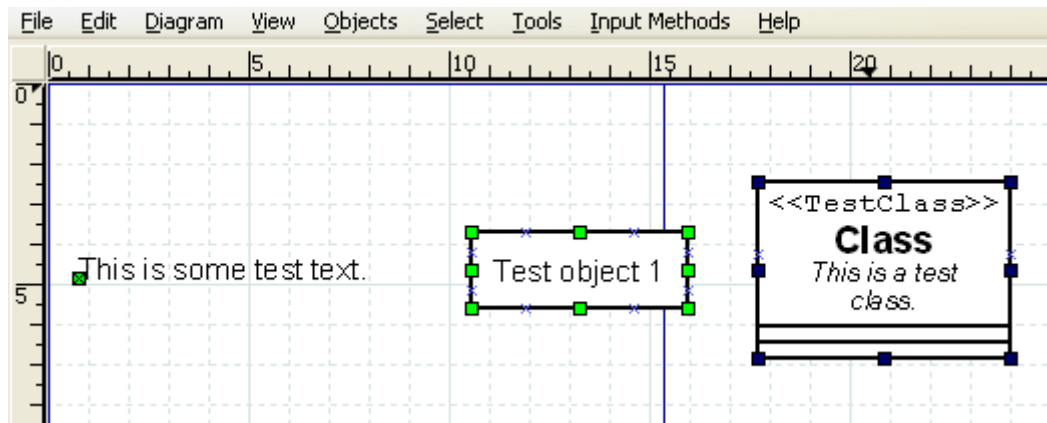 File Edit Diagram View Objects Select Tools Input Methods Help
0 5 10 15 20
0
This is some test text.
Test object 1
<<TestClass>>
Class
This is a test
class.
5